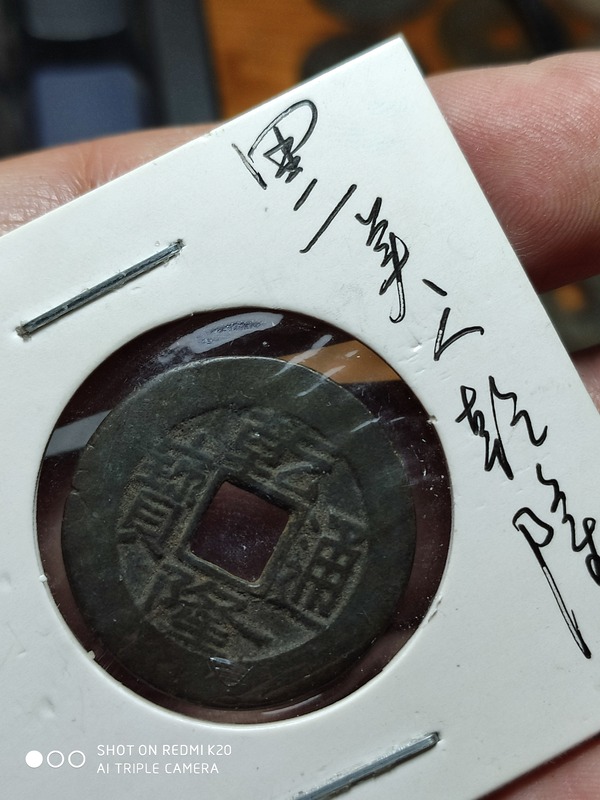 乾隆
乾隆通寶
SHOT ON REDMI K20
AI TRIPLE CAMERA